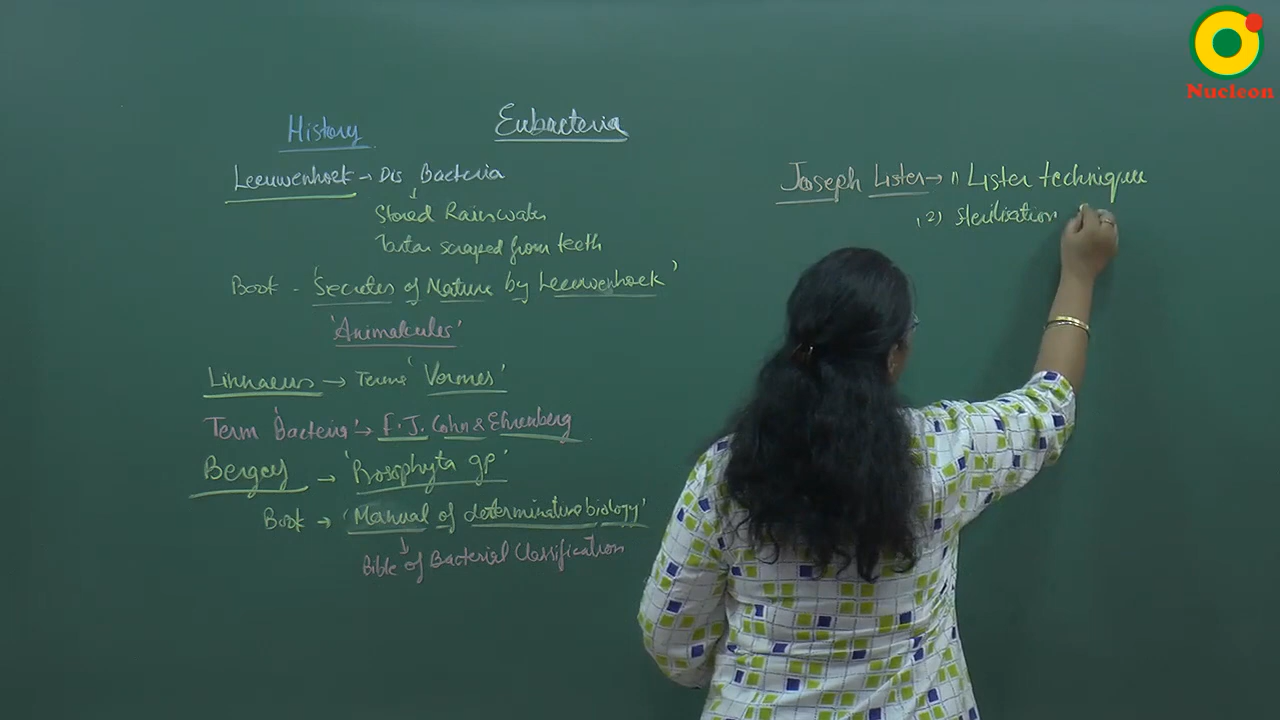 Nucleon
History
Eubacteria
Leeuwenhoek → Dis Bacteria
Stored Rainwater
Tartar scraped from teeth
Book - 'Secretes of Nature by Leeuwenhoek'
'Animalcules'
Linnaeus → Term 'Vermes'
Term 'Bacteria' → F. J. Cohn & Ehrenberg
Bergey → 'Prosophyta gp'
Book → 'Manual of determinative biology'
Bible of Bacterial Classification
Joseph Lister → 1) Lister technique
(2) Sterilisation